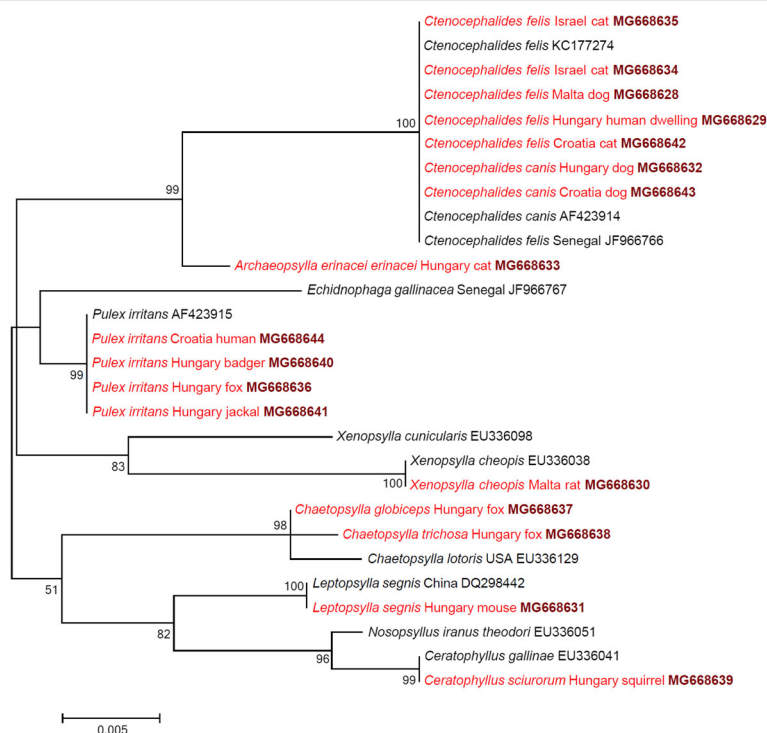 Ctenocephalides felis Israel cat MG668635
Ctenocephalides felis KC177274
Ctenocephalides felis Israel cat MG668634
Ctenocephalides felis Malta dog MG668628
100
Ctenocephalides felis Hungary human dwelling MG668629
Ctenocephalides felis Croatia cat MG668642
Ctenocephalides canis Hungary dog MG668632
99
Ctenocephalides canis Croatia dog MG668643
Ctenocephalides canis AF423914
Ctenocephalides felis Senegal JF966766
Archaeopsylla erinacei erinacei Hungary cat MG668633
Echidnophaga gallinacea Senegal JF966767
Pulex irritans AF423915
Pulex irritans Croatia human MG668644
Pulex irritans Hungary badger MG668640
99
Pulex irritans Hungary fox MG668636
Pulex irritans Hungary jackal MG668641
Xenopsylla cunicularis EU336098
83
Xenopsylla cheopis EU336038
100
Xenopsylla cheopis Malta rat MG668630
Chaetopsylla globiceps Hungary fox MG668637
98
Chaetopsylla trichosa Hungary fox MG668638
Chaetopsylla lotoris USA EU336129
51
100
Leptopsylla segnis China DQ298442
Leptopsylla segnis Hungary mouse MG668631
82
Nosopsyllus iranus theodori EU336051
96
Ceratophyllus gallinae EU336041
99
Ceratophyllus sciurorum Hungary squirrel MG668639
0.005